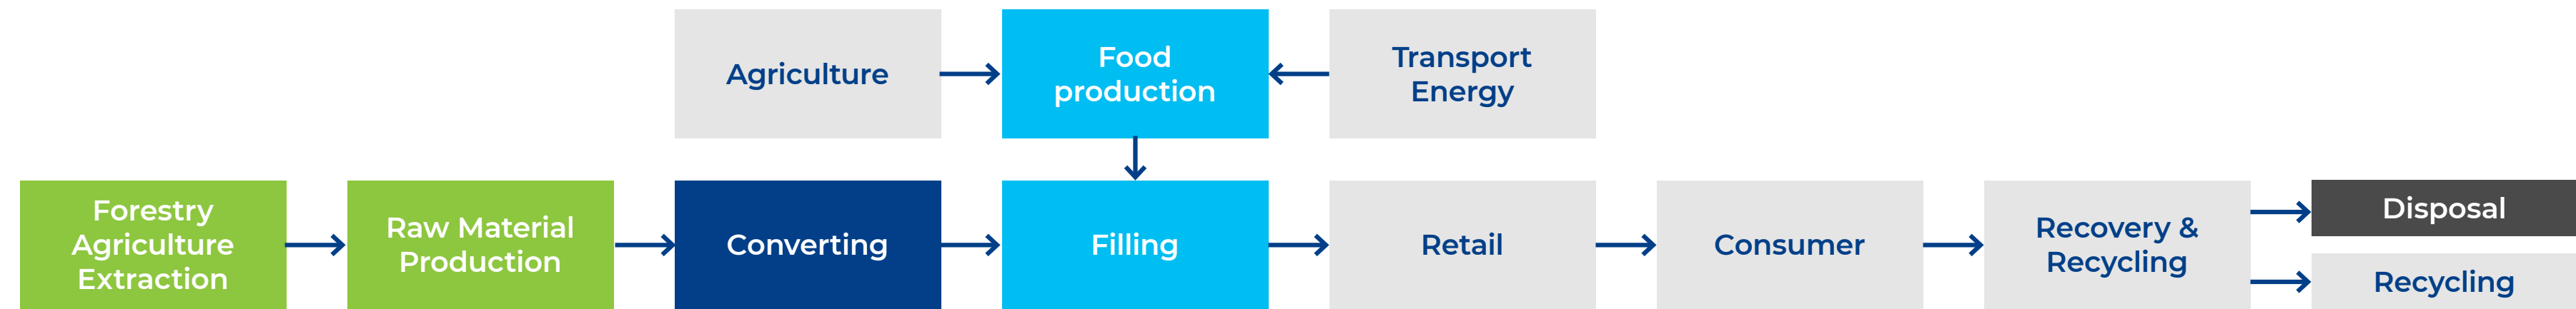 Agriculture
Food
production
Transport
Energy
Forestry
Agriculture
Extraction
Raw Material
Production
Converting
Filling
Retail
Consumer
Recovery &
Recycling
Disposal
Recycling